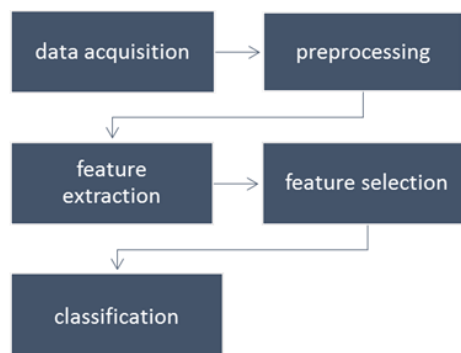 data acquisition
preprocessing
feature
extraction
feature selection
classification